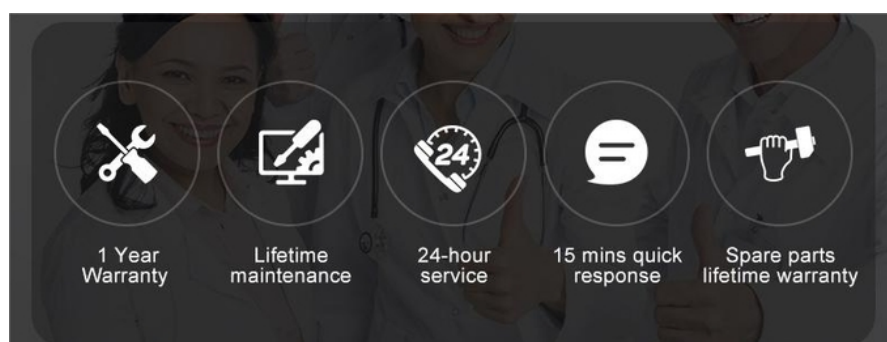 24
1 Year
Warranty
Lifetime
maintenance
24-hour
service
15 mins quick
response
Spare parts
lifetime warranty